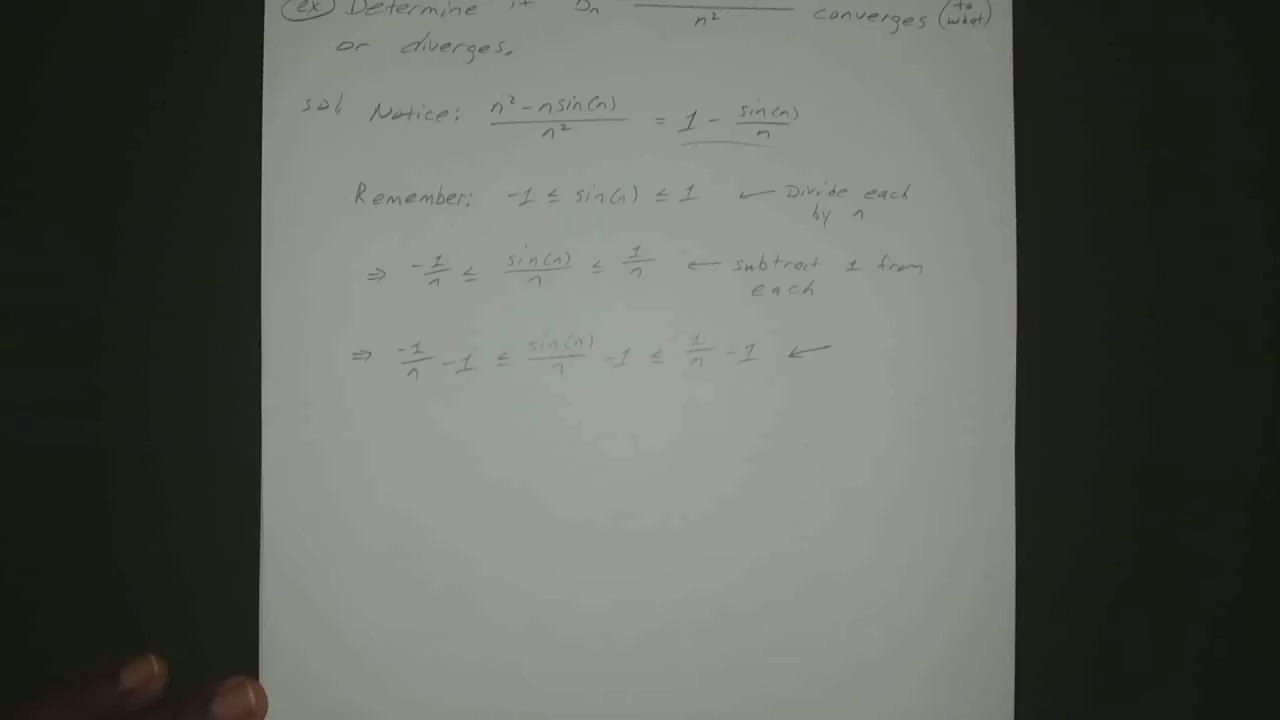 ex Determine if bn n² converges (to what)
or diverges.
sol Notice: n² - n sin(n) / n² = 1 - sin(n)/n
Remember: -1 ≤ sin(n) ≤ 1 ← Divide each by n
⇒ -1/n ≤ sin(n)/n ≤ 1/n ← subtract 1 from each
⇒ -1/n - 1 ≤ sin(n)/n - 1 ≤ 1/n - 1 ←